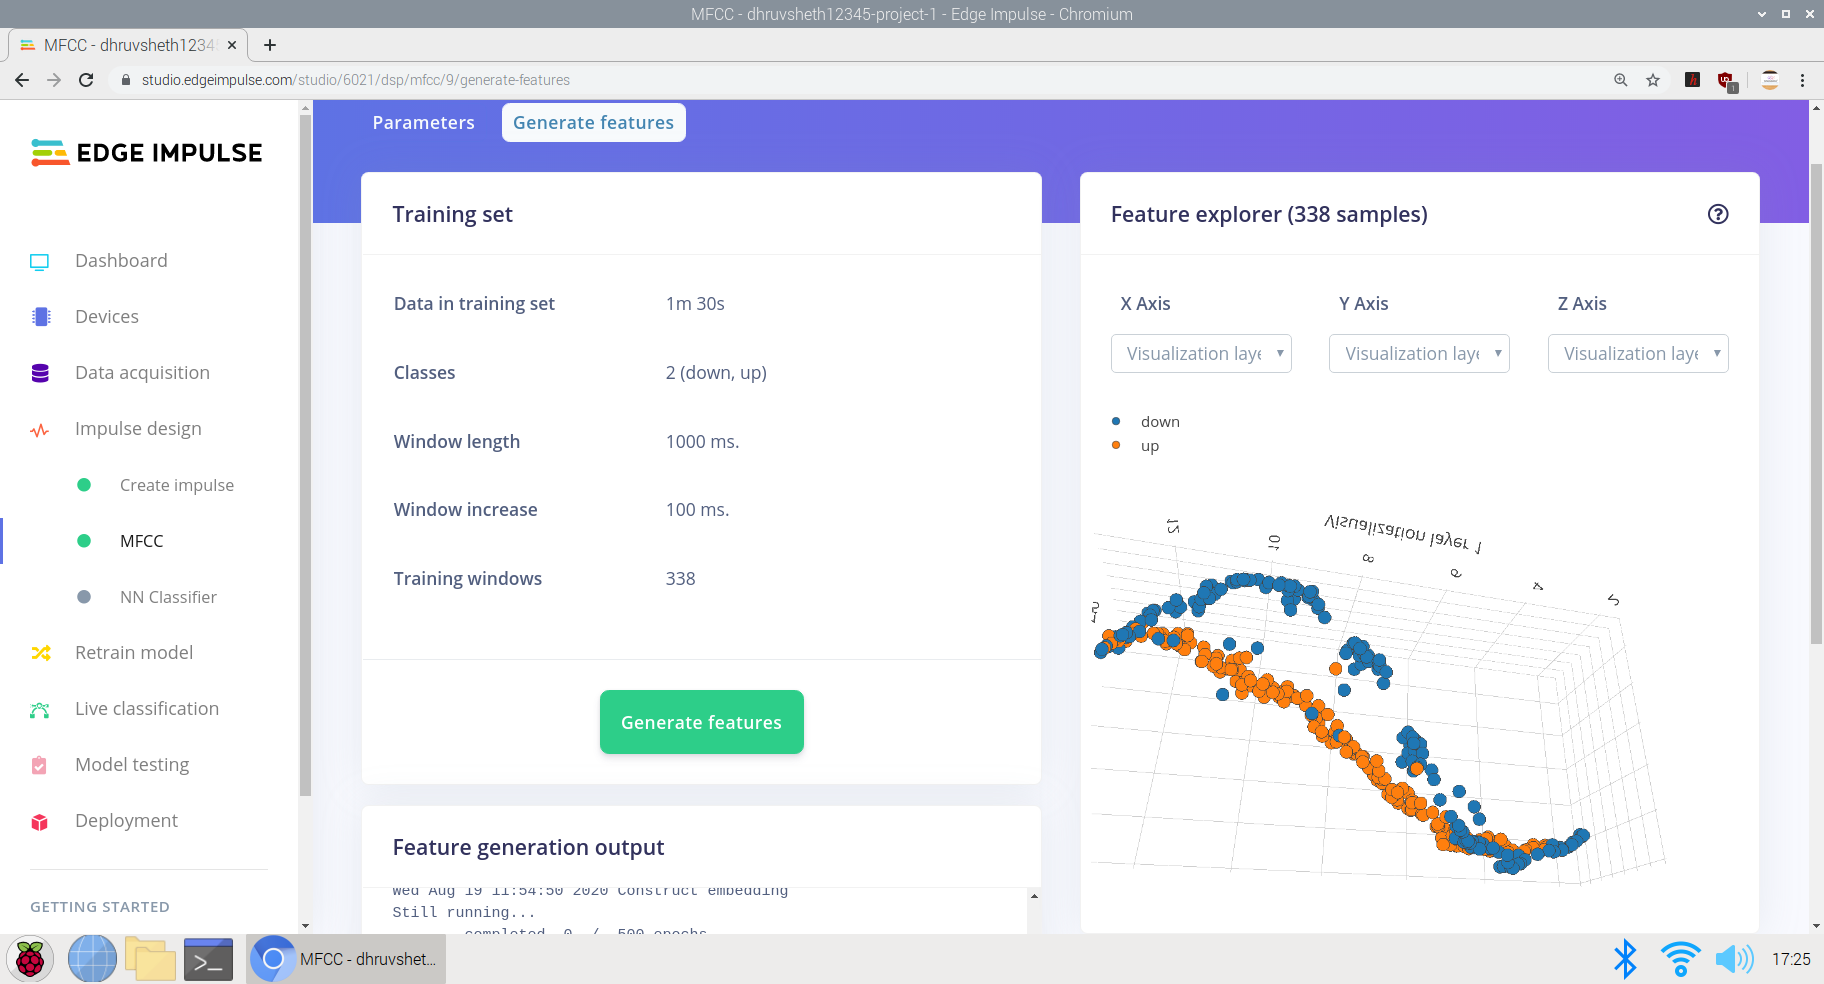 MFCC - dhruvsheth12345-project-1 - Edge Impulse - Chromium
MFCC - dhruvsheth1234
studio.edgeimpulse.com/studio/6021/dsp/mfcc/9/generate-features
EDGE IMPULSE
Dashboard
Devices
Data acquisition
Impulse design
Create impulse
MFCC
NN Classifier
Retrain model
Live classification
Model testing
Deployment
GETTING STARTED
Parameters
Generate features
Training set
Data in training set 1m 30s
Classes 2 (down, up)
Window length 1000 ms.
Window increase 100 ms.
Training windows 338
Generate features
Feature generation output
Wed Aug 19 11:54:50 2020 Construct embedding
Still running...
completed 0 / 500 epochs
Feature explorer (338 samples)
X Axis Y Axis Z Axis
Visualization laye Visualization laye Visualization laye
down
up
Visualization layer 1
12 10 8 6 4 2
MFCC - dhruvshet...
17:25